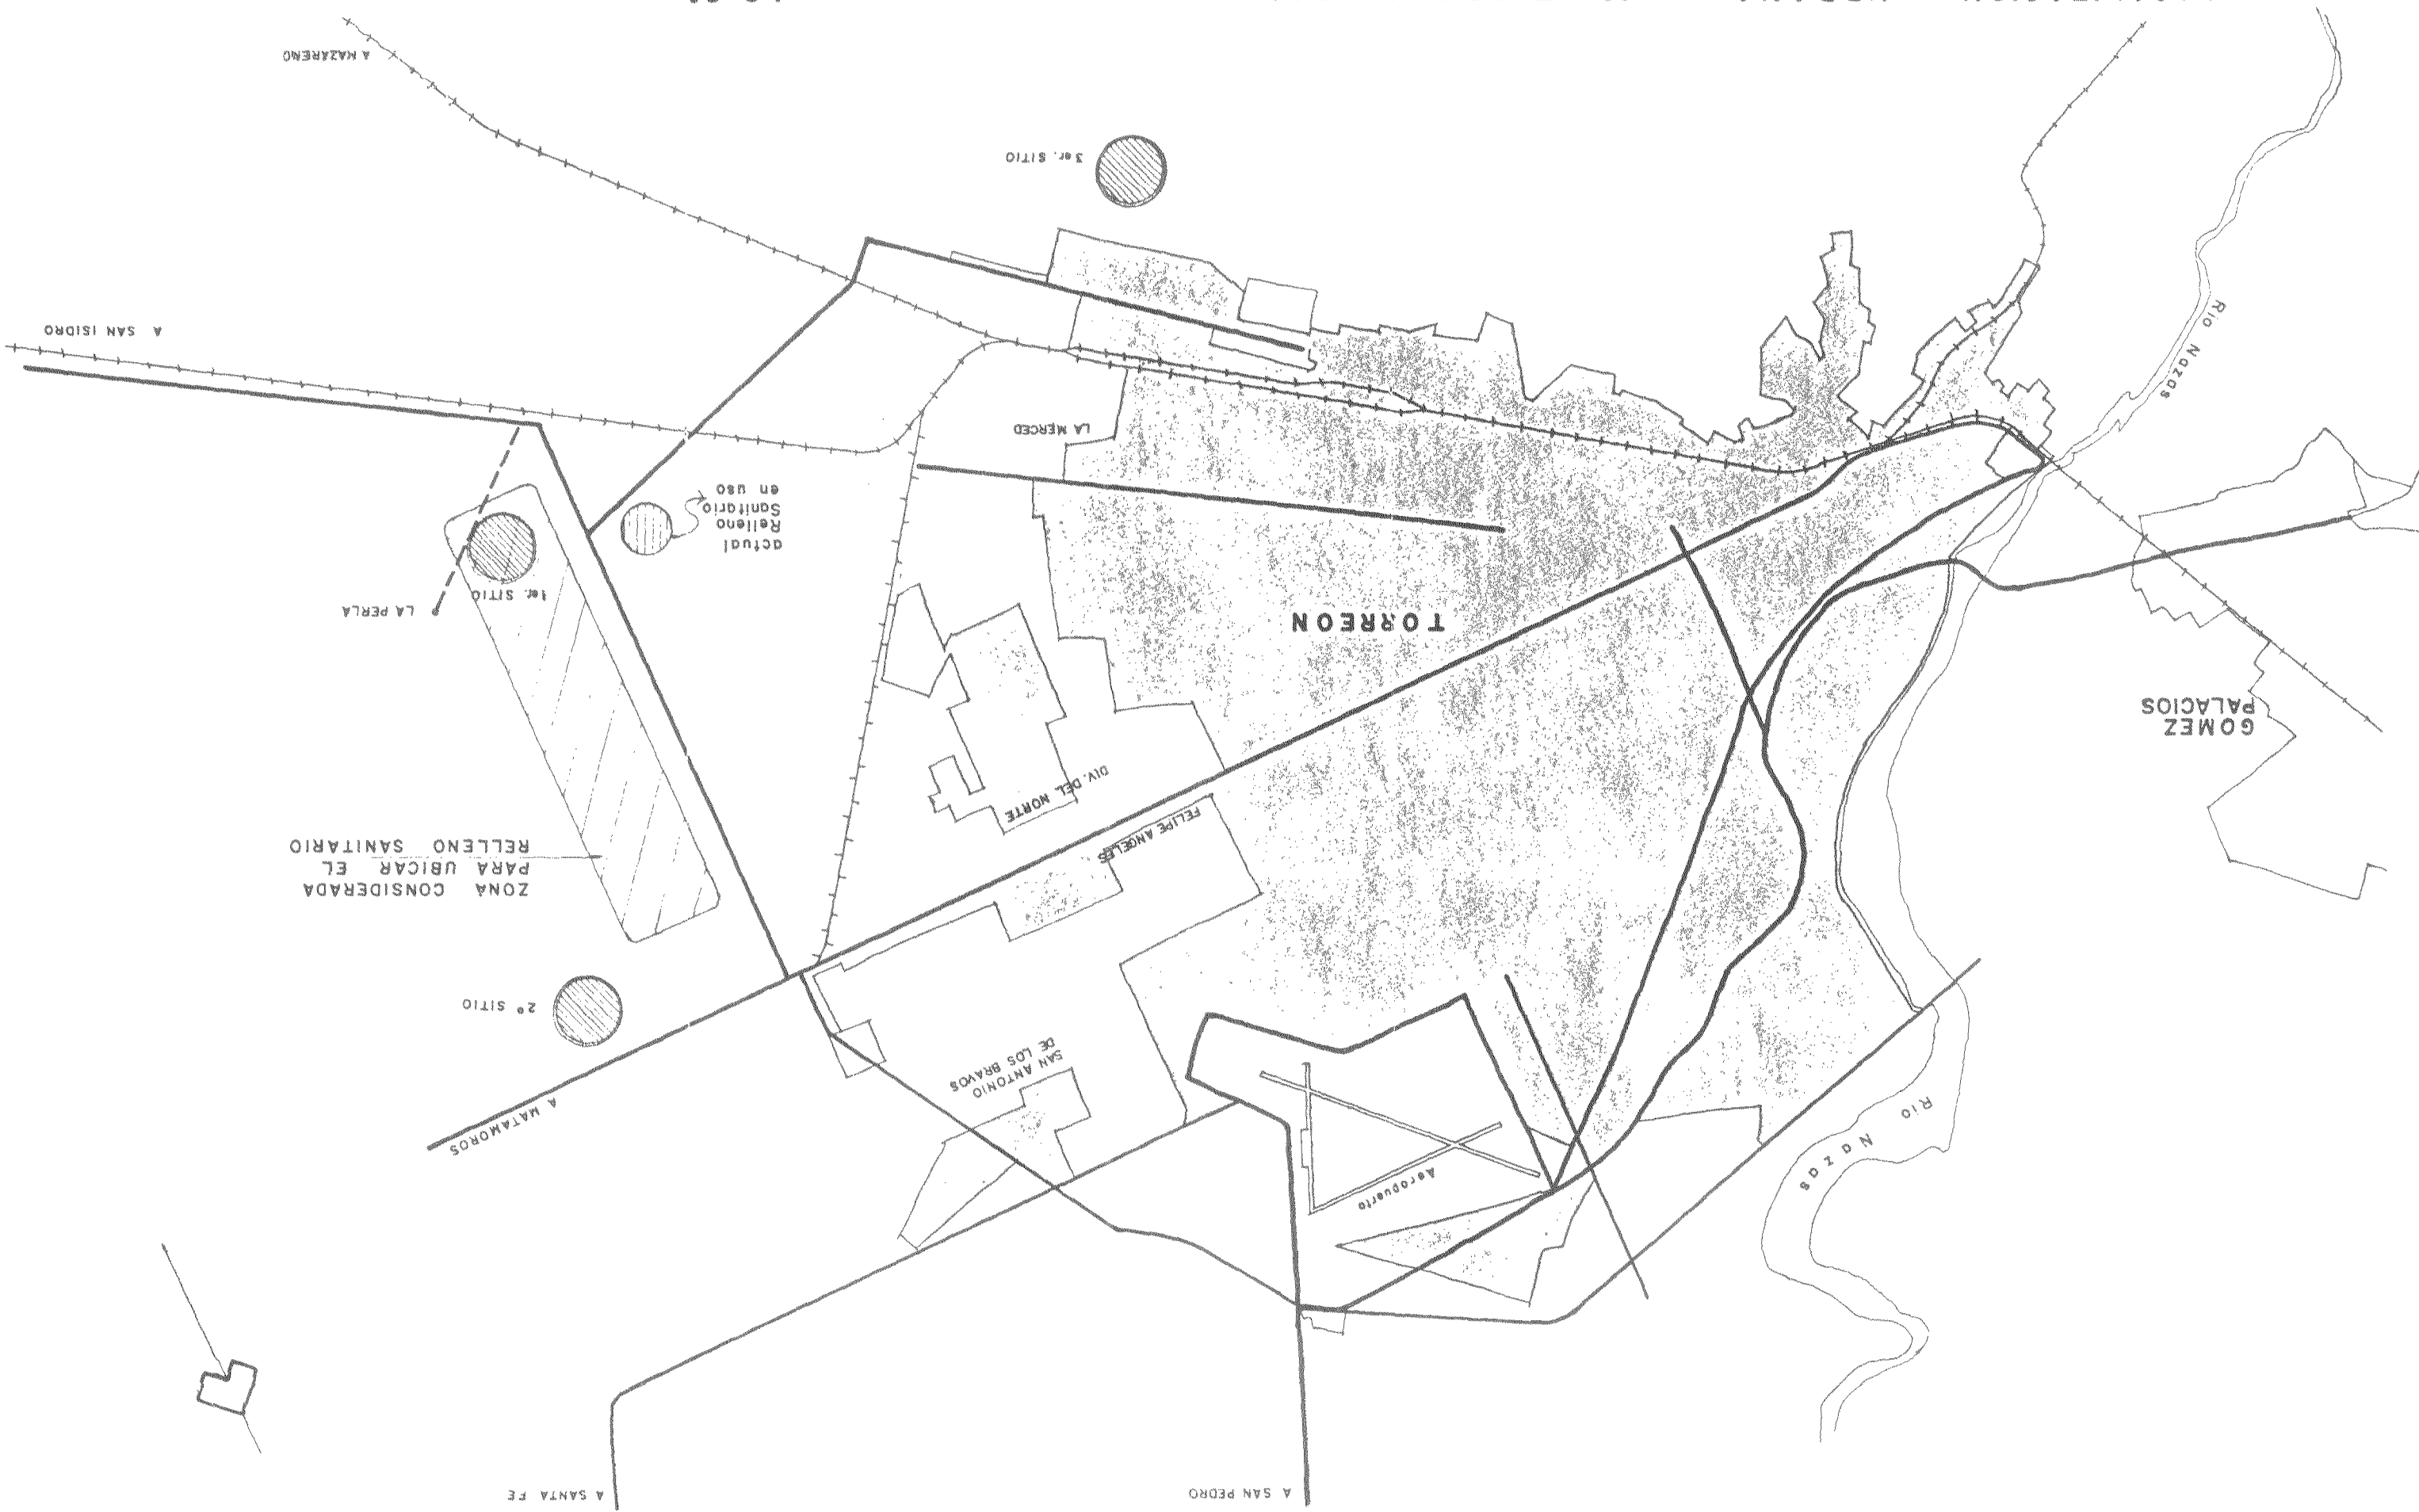 A SAN PEDRO
A SANTA FE
Aeropuerto
RIO NAZAS
SAN ANTONIO
DE LOS BRAVOS
A MATAMOROS
2º SITIO
ZONA CONSIDERADA
PARA UBICAR EL
RELLENO SANITARIO
FELIPE ANGELES
DIV. DEL NORTE
GOMEZ
PALACIOS
TORREON
LA PERLA
1er. SITIO
actual
Relleno
Sanitario
en uso
LA MERCED
RIO NAZAS
A SAN ISIDRO
3er. SITIO
A NAZARENO